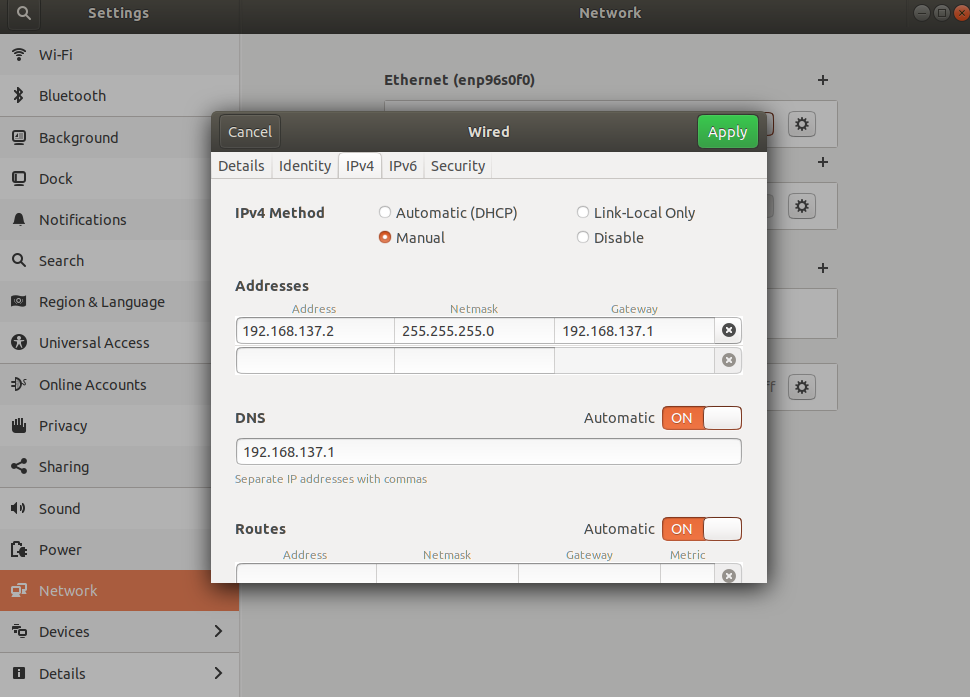 Settings
Network
Wi-Fi
Bluetooth
Background
Dock
Notifications
Search
Region & Language
Universal Access
Online Accounts
Privacy
Sharing
Sound
Power
Network
Devices
Details
Ethernet (enp96s0f0)
Cancel
Wired
Apply
Details Identity IPv4 IPv6 Security
IPv4 Method
Automatic (DHCP)
Link-Local Only
Manual
Disable
Addresses
Address Netmask Gateway
192.168.137.2 255.255.255.0 192.168.137.1
DNS
Automatic ON
192.168.137.1
Separate IP addresses with commas
Routes
Automatic ON
Address Netmask Gateway Metric